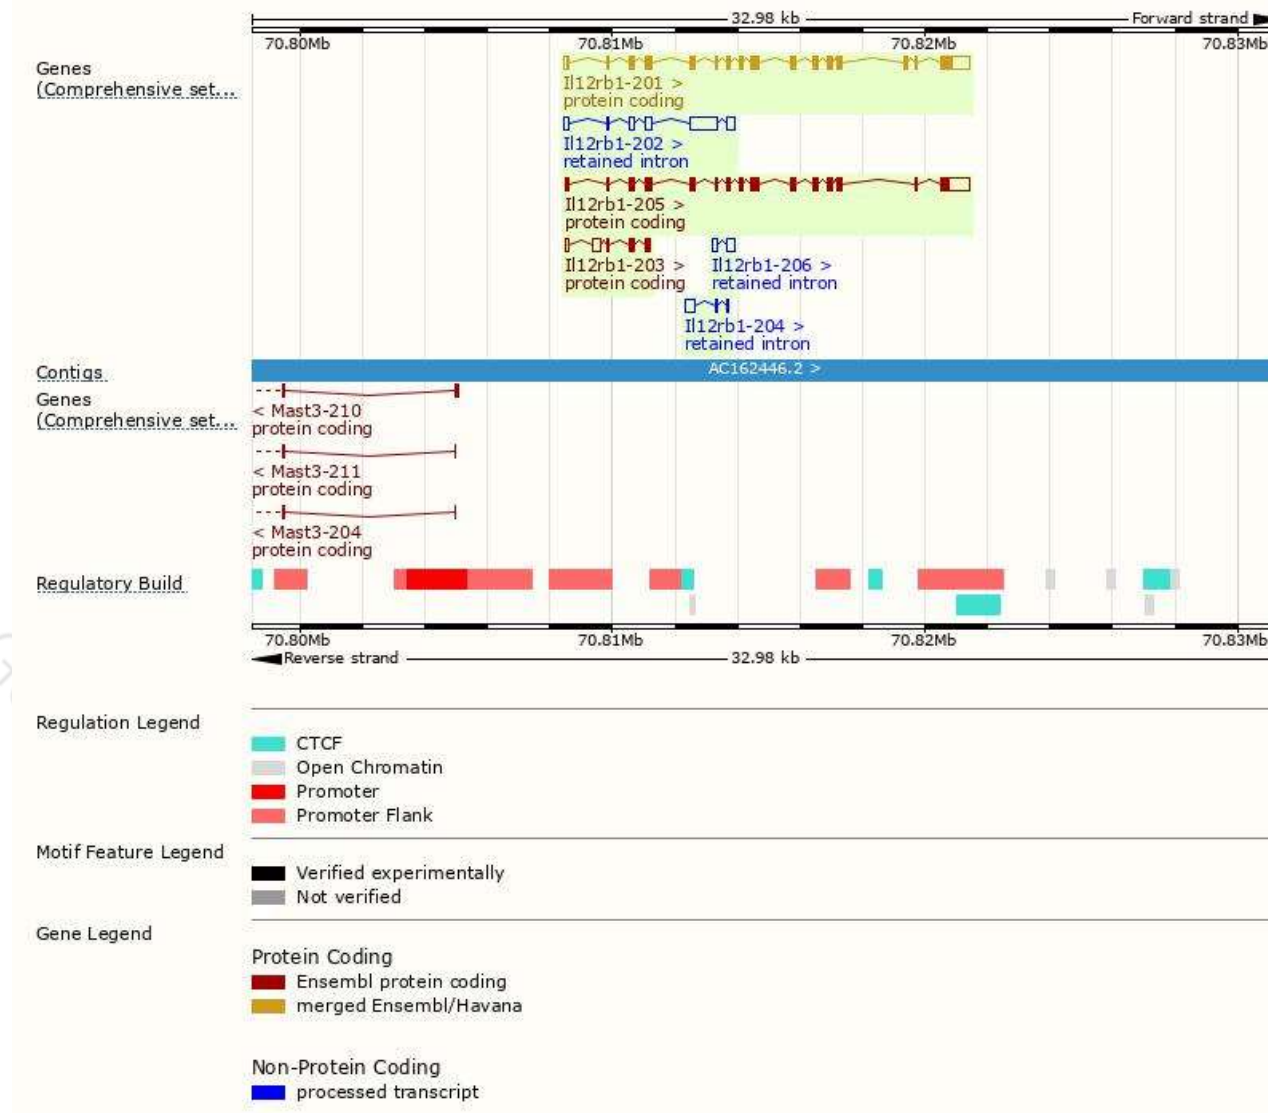 32.98 kb
Forward strand
70.80Mb 70.81Mb 70.82Mb 70.83Mb
Genes
(Comprehensive set...
Il12rb1-201 >
protein coding
Il12rb1-202 >
retained intron
Il12rb1-205 >
protein coding
Il12rb1-203 > Il12rb1-206 >
protein coding retained intron
Il12rb1-204 >
retained intron
Contigs
AC162446.2 >
Genes
(Comprehensive set...
< Mast3-210
protein coding
< Mast3-211
protein coding
< Mast3-204
protein coding
Regulatory Build
70.80Mb 70.81Mb 70.82Mb 70.83Mb
Reverse strand 32.98 kb
Regulation Legend
CTCF
Open Chromatin
Promoter
Promoter Flank
Motif Feature Legend
Verified experimentally
Not verified
Gene Legend
Protein Coding
Ensembl protein coding
merged Ensembl/Havana
Non-Protein Coding
processed transcript